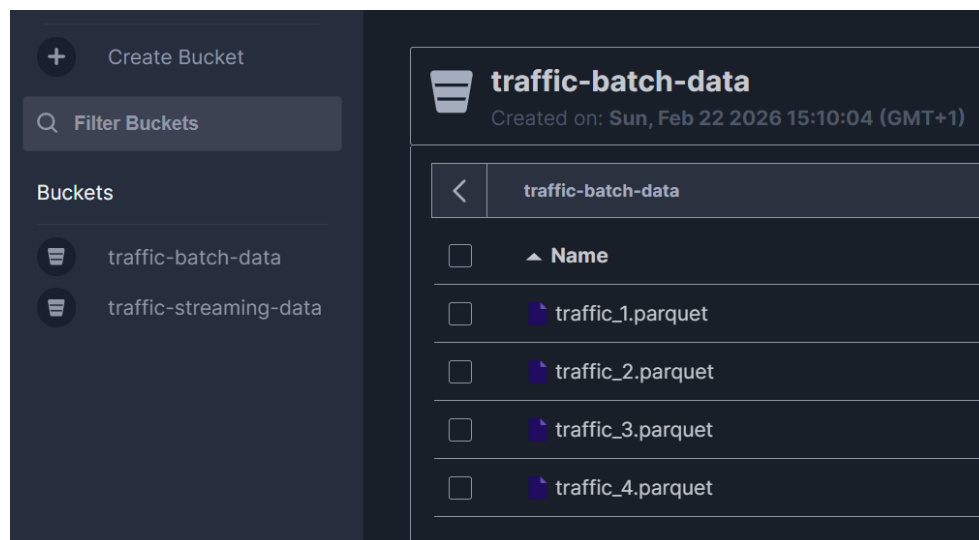 Create Bucket
Filter Buckets
Buckets
traffic-batch-data
traffic-streaming-data
traffic-batch-data
Created on: Sun, Feb 22 2026 15:10:04 (GMT+1)
traffic-batch-data
Name
traffic_1.parquet
traffic_2.parquet
traffic_3.parquet
traffic_4.parquet